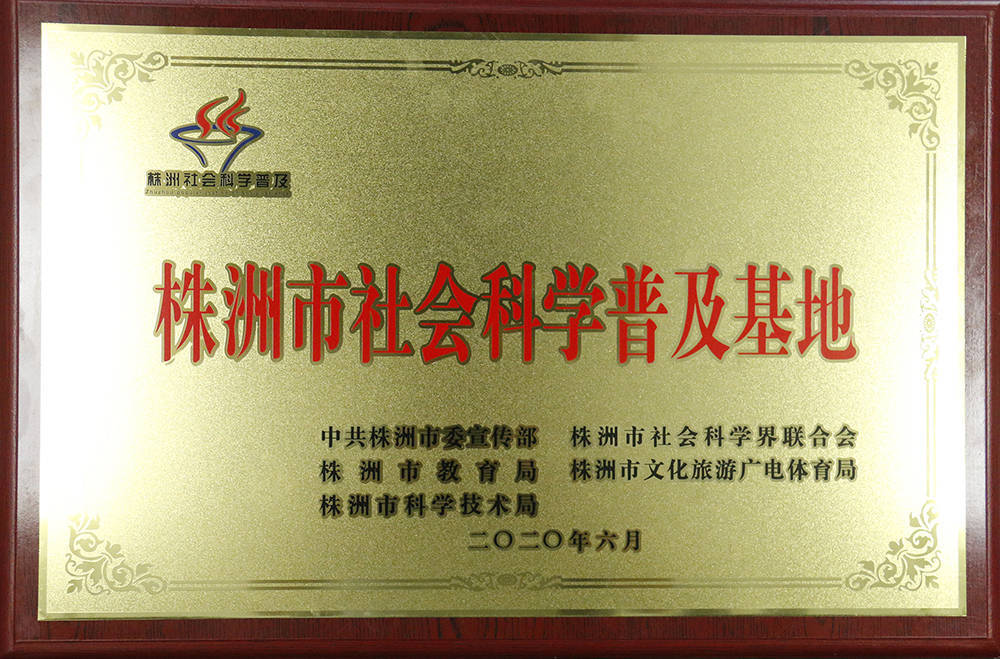 株洲社会科学普及
株洲市社会科学普及基地
中共株洲市委宣传部 株洲市社会科学界联合会
株洲市教育局 株洲市文化旅游广电体育局
株洲市科学技术局
二〇二〇年六月